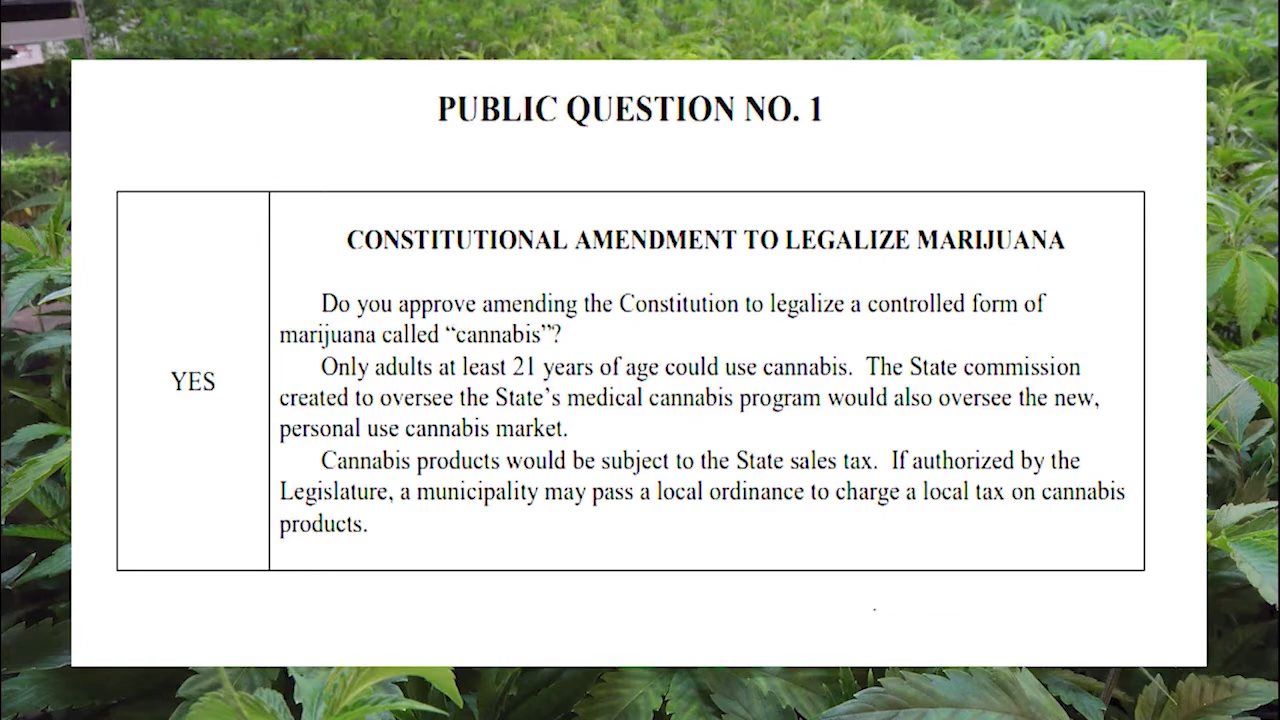 PUBLIC QUESTION NO. 1
CONSTITUTIONAL AMENDMENT TO LEGALIZE MARIJUANA
Do you approve amending the Constitution to legalize a controlled form of
marijuana called “cannabis”?
Only adults at least 21 years of age could use cannabis. The State commission
created to oversee the State’s medical cannabis program would also oversee the new,
personal use cannabis market.
Cannabis products would be subject to the State sales tax. If authorized by the
Legislature, a municipality may pass a local ordinance to charge a local tax on cannabis
products.
YES